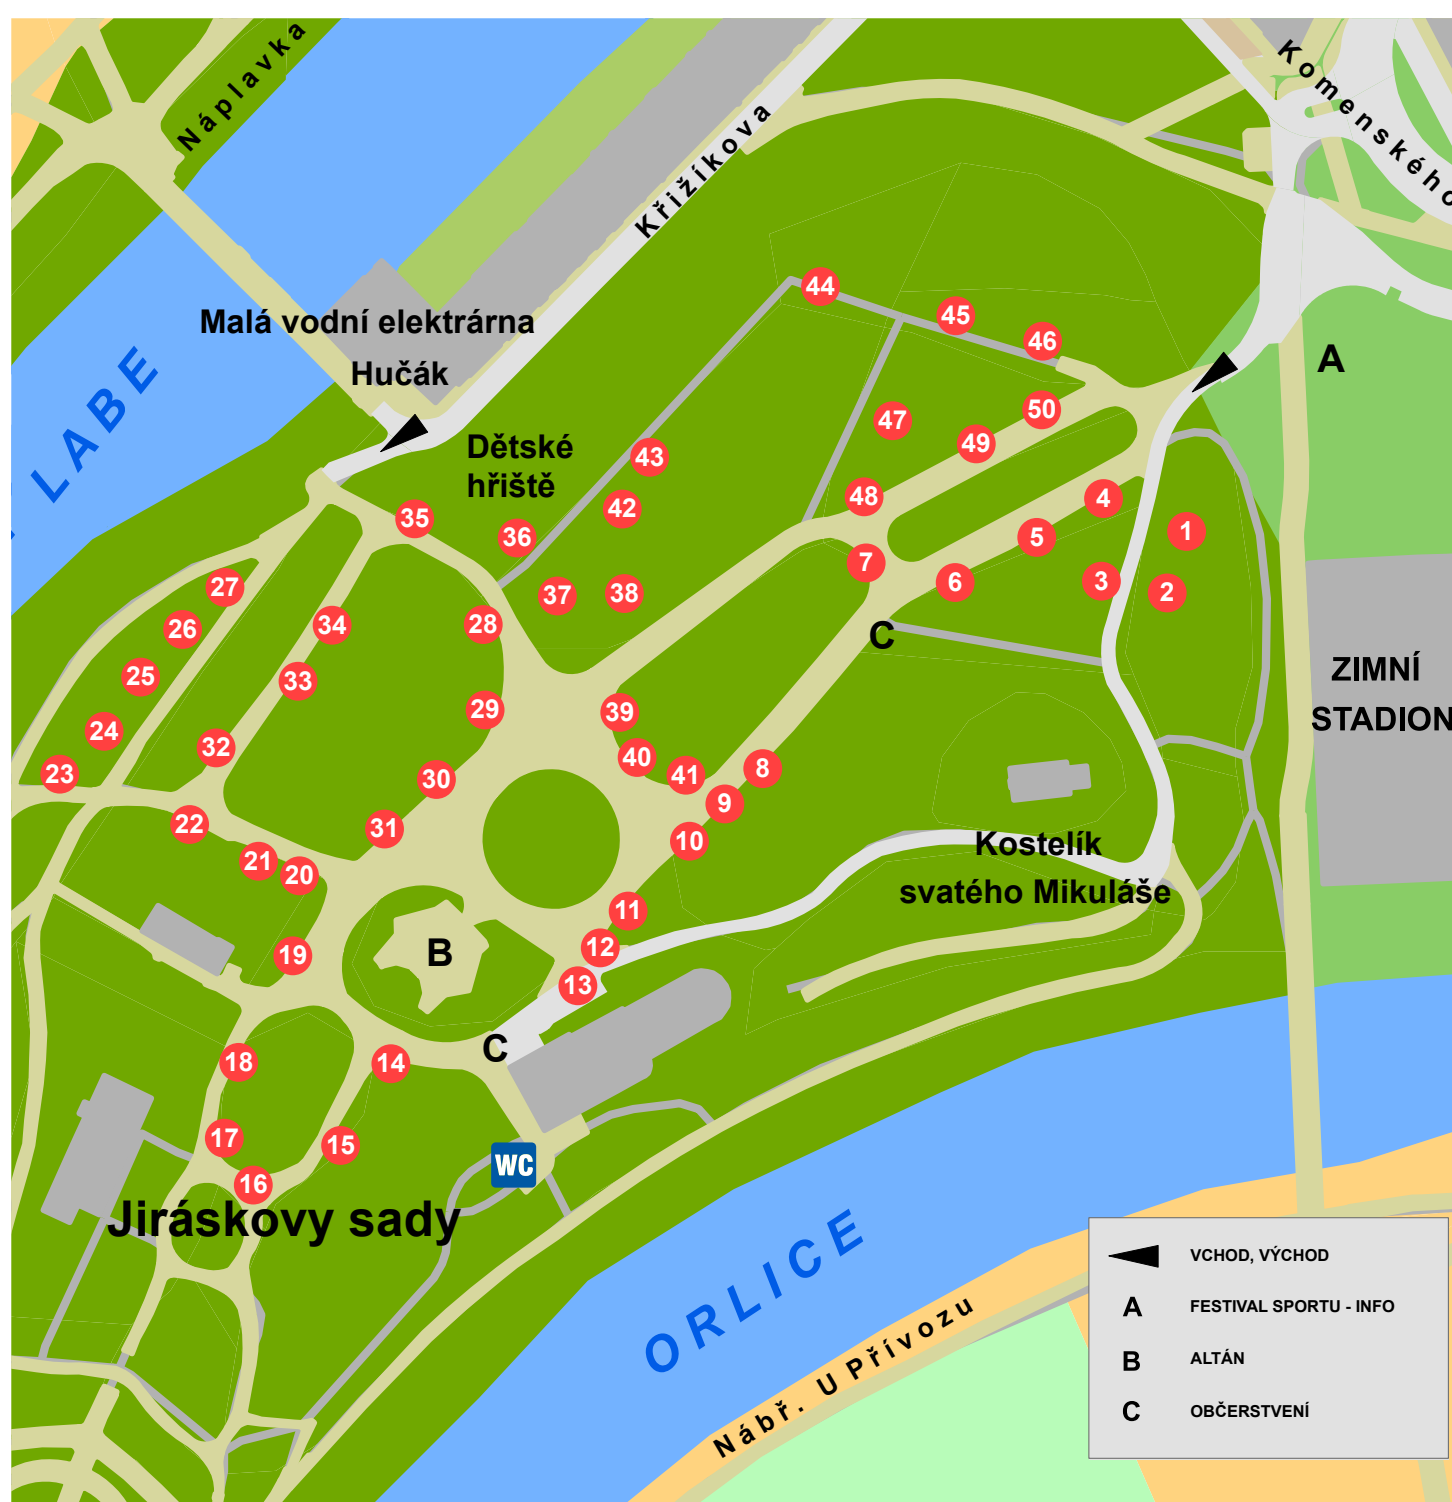 Náplavka
Komenského
Křižíkova
44
45
Malá vodní elektrárna
46
Hučák
A
LABE
50
47
49
Dětské
43
hřiště
48
4
42
35
36
5
1
7
6
3
2
27
37
38
34
28
26
C
ZIMNÍ
25
33
29
39
STADION
24
32
40
23
41
8
30
9
22
31
10
Kostelík
21
20
svatého Mikuláše
11
19
B
12
13
C
18
14
17
15
WC
16
Jiráskovy sady
ORLICE
VCHOD, VÝCHOD
A FESTIVAL SPORTU - INFO
B ALTÁN
C OBČERSTVENÍ
Nábř. U Přívozu